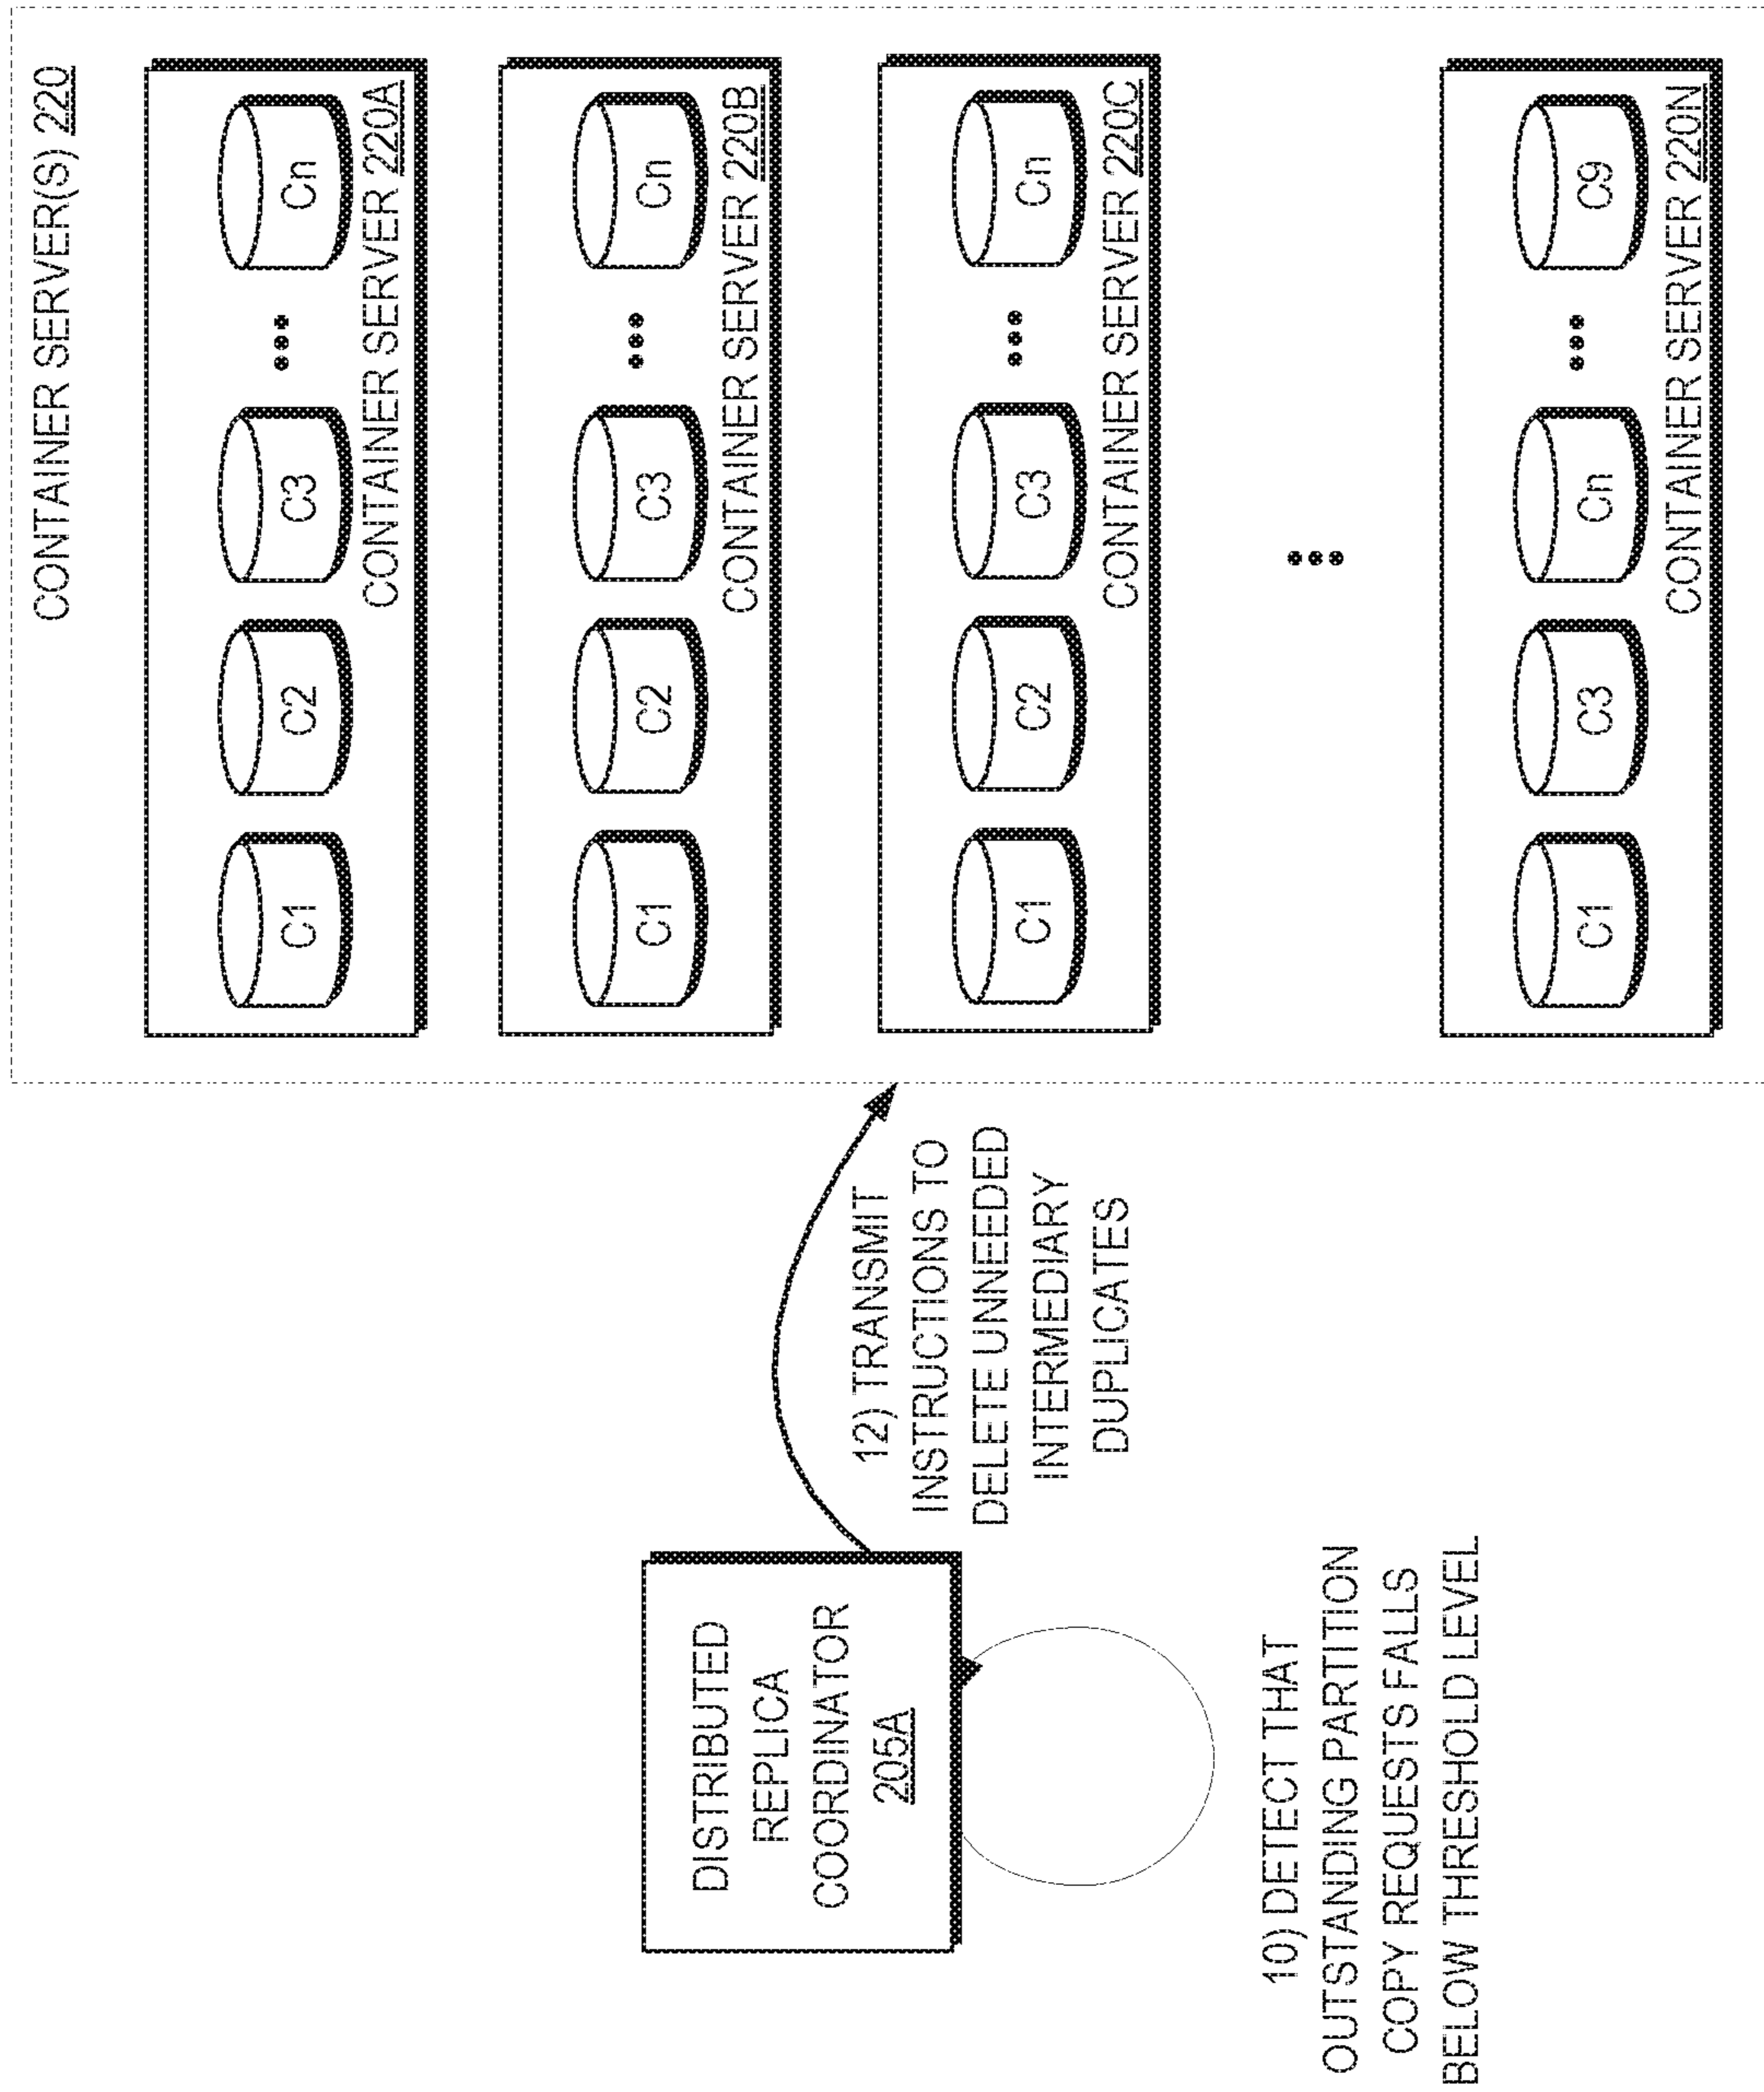 CONTAINER SERVER(S) 220
C1
C2
C3
•••
Cn
CONTAINER SERVER 220A
C1
C2
C3
•••
Cn
CONTAINER SERVER 220B
C1
C2
C3
•••
Cn
CONTAINER SERVER 220C
•••
C1
C3
Cn
•••
C9
CONTAINER SERVER 220N
DISTRIBUTED
REPLICA
COORDINATOR
205A
12) TRANSMIT
INSTRUCTIONS TO
DELETE UNNEEDED
INTERMEDIARY
DUPLICATES
10) DETECT THAT
OUTSTANDING PARTITION
COPY REQUESTS FALLS
BELOW THRESHOLD LEVEL